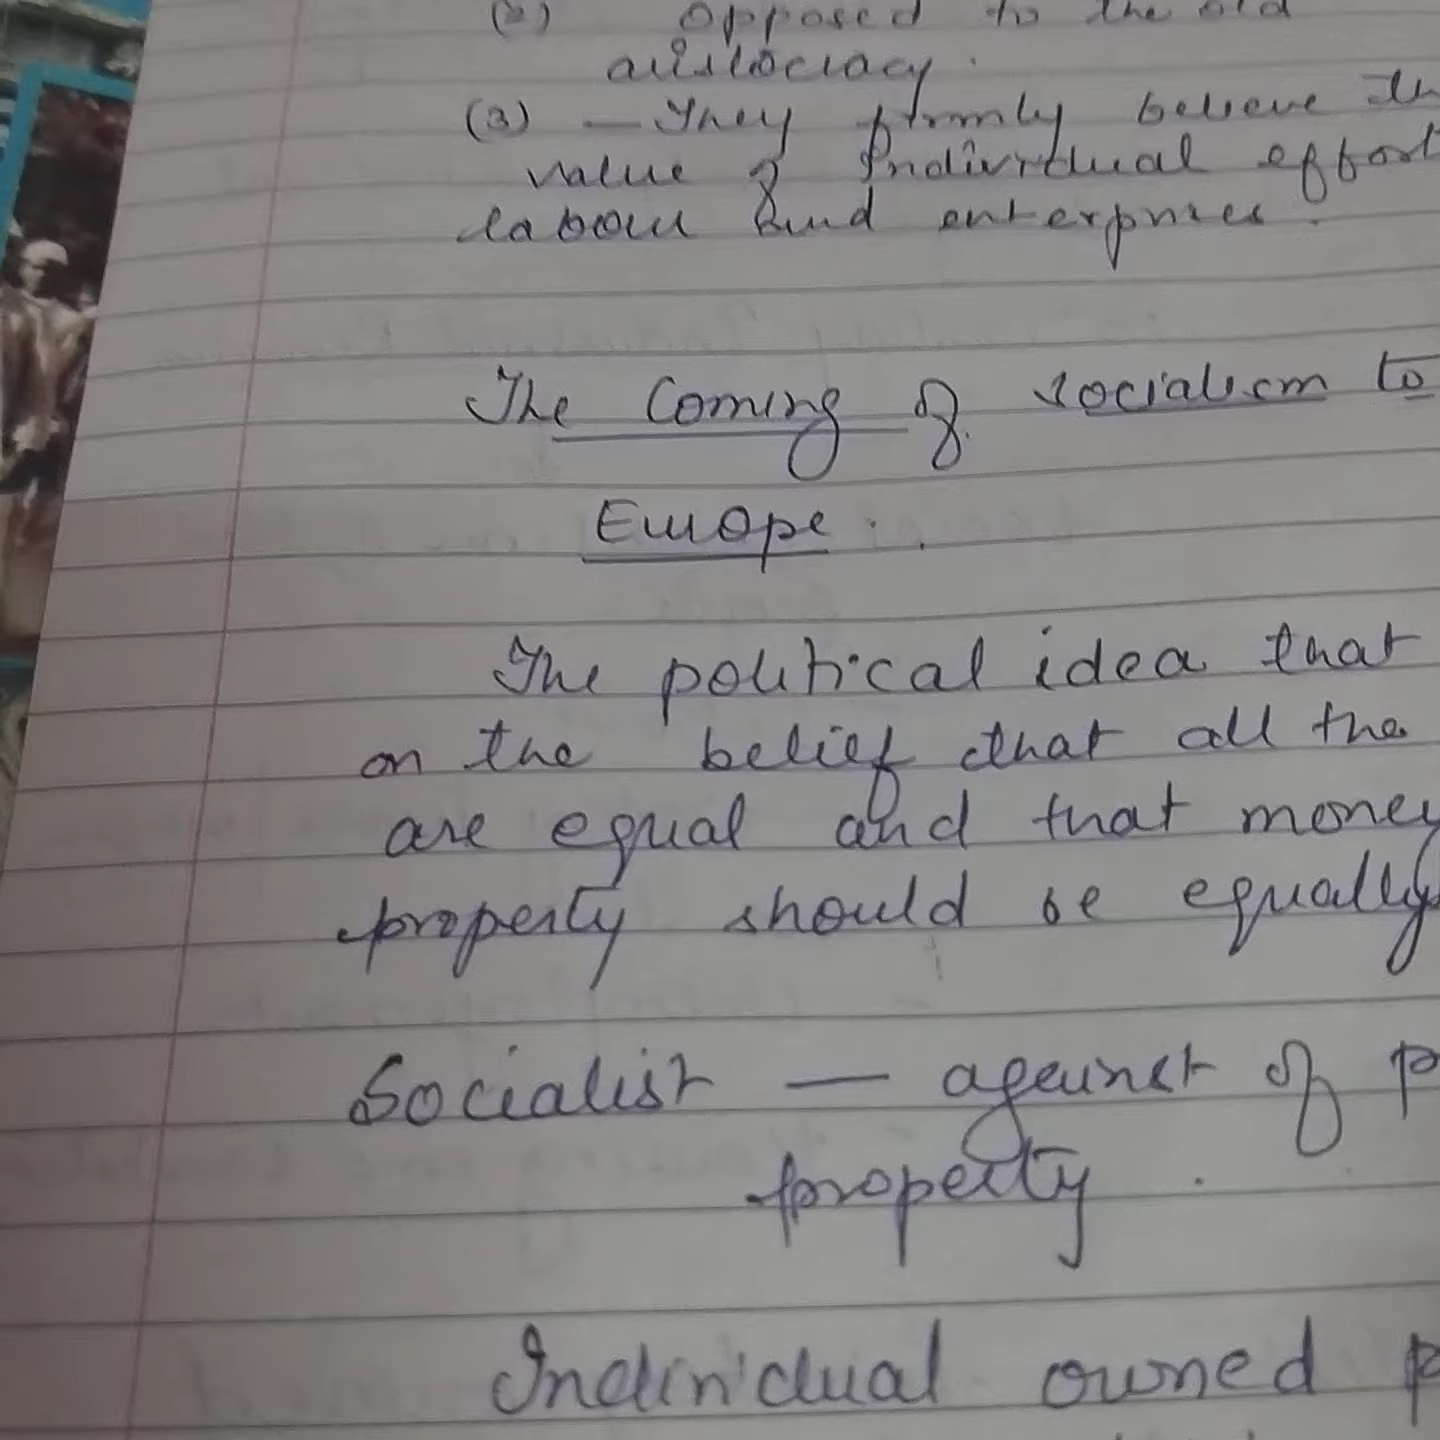 (2) opposed to the old
aristocracy.
(3) — They firmly believe the
value of Individual effort
labour and enterprises.
The Coming of socialism to
Europe.
The political idea that
on the belief that all the
are equal and that money
property should be equally
Socialist — against of p
property.
Individual owned p